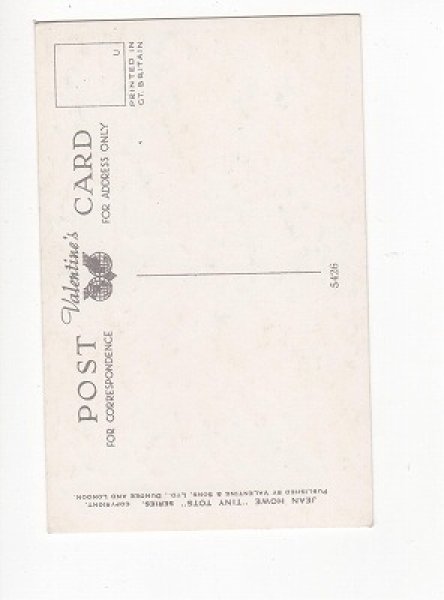 POST Valentine's CARD
FOR CORRESPONDENCE
FOR ADDRESS ONLY
U
PRINTED IN
GT. BRITAIN
5426
JEAN HOWE "TINY TOTS" SERIES. COPYRIGHT.
PUBLISHED BY VALENTINE & SONS, LTD., DUNDEE AND LONDON.